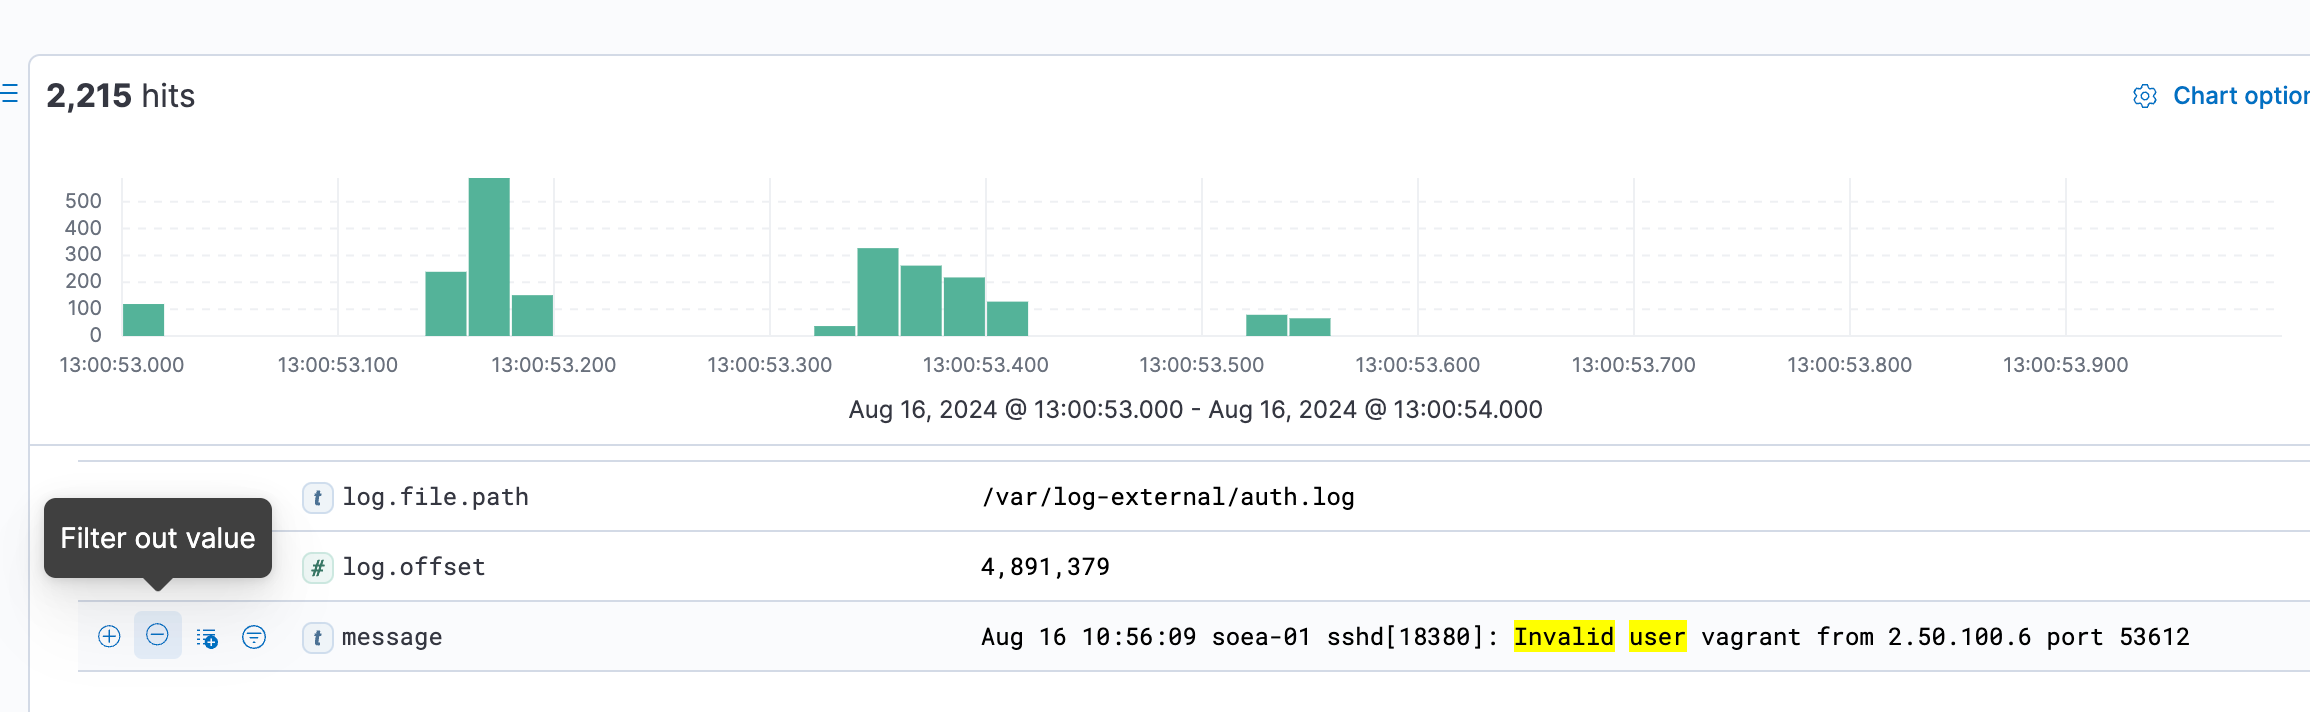 2,215 hits
Chart option
500
400
300
200
100
0
13:00:53.000 13:00:53.100 13:00:53.200 13:00:53.300 13:00:53.400 13:00:53.500 13:00:53.600 13:00:53.700 13:00:53.800 13:00:53.900
Aug 16, 2024 @ 13:00:53.000 - Aug 16, 2024 @ 13:00:54.000
t log.file.path /var/log-external/auth.log
Filter out value
# log.offset 4,891,379
t message Aug 16 10:56:09 soea-01 sshd[18380]: Invalid user vagrant from 2.50.100.6 port 53612